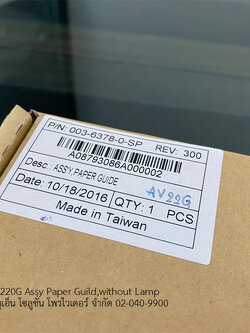 P/N: 003-6378-0-SP REV: 300
A08793086A000002
Desc.: ASSY.PAPER GUIDE
Date: 10/18/2016 QTY: 1 PCS
AV22G
Made in Taiwan
220G Assy Paper Guild,without Lamp
เอ็น โซลูชั่น โพรไวเดอร์ จำกัด 02-040-9900